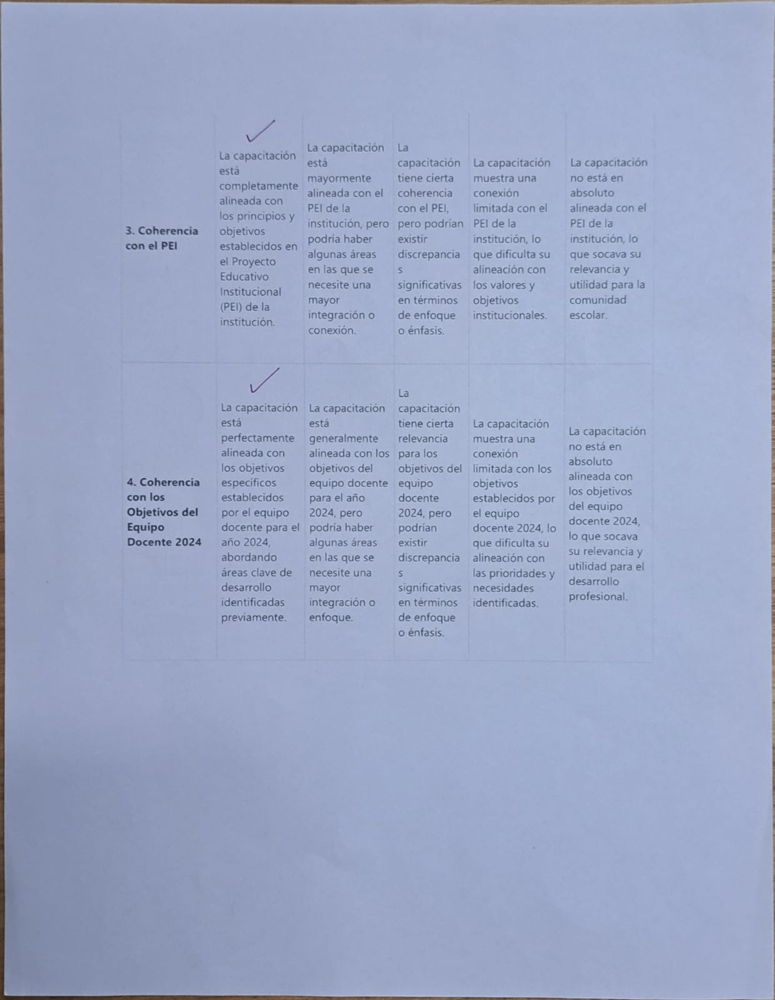 3. Coherencia
con el PEI
La capacitación
está
completamente
alineada con
los principios y
objetivos
establecidos en
el Proyecto
Educativo
Institucional
(PEI) de la
institución.
La capacitación
está
mayormente
alineada con el
PEI de la
institución, pero
podría haber
algunas áreas
en las que se
necesite una
mayor
integración o
conexión.
La
capacitación
tiene cierta
coherencia
con el PEI,
pero podrían
existir
discrepancia
s
significativas
en términos
de enfoque
o énfasis.
La capacitación
muestra una
conexión
limitada con el
PEI de la
institución, lo
que dificulta su
alineación con
los valores y
objetivos
institucionales.
La capacitación
no está en
absoluto
alineada con el
PEI de la
institución, lo
que socava su
relevancia y
utilidad para la
comunidad
escolar.
4. Coherencia
con los
Objetivos del
Equipo
Docente 2024
La capacitación
está
perfectamente
alineada con
los objetivos
específicos
establecidos
por el equipo
docente para el
año 2024,
abordando
áreas clave de
desarrollo
identificadas
previamente.
La capacitación
está
generalmente
alineada con los
objetivos del
equipo docente
para el año
2024, pero
podría haber
algunas áreas
en las que se
necesite una
mayor
integración o
enfoque.
La
capacitación
tiene cierta
relevancia
para los
objetivos del
equipo
docente
2024, pero
podrían
existir
discrepancia
s
significativas
en términos
de enfoque
o énfasis.
La capacitación
muestra una
conexión
limitada con los
objetivos
establecidos por
el equipo
docente 2024, lo
que dificulta su
alineación con
las prioridades y
necesidades
identificadas.
La capacitación
no está en
absoluto
alineada con
los objetivos
del equipo
docente 2024,
lo que socava
su relevancia y
utilidad para el
desarrollo
profesional.